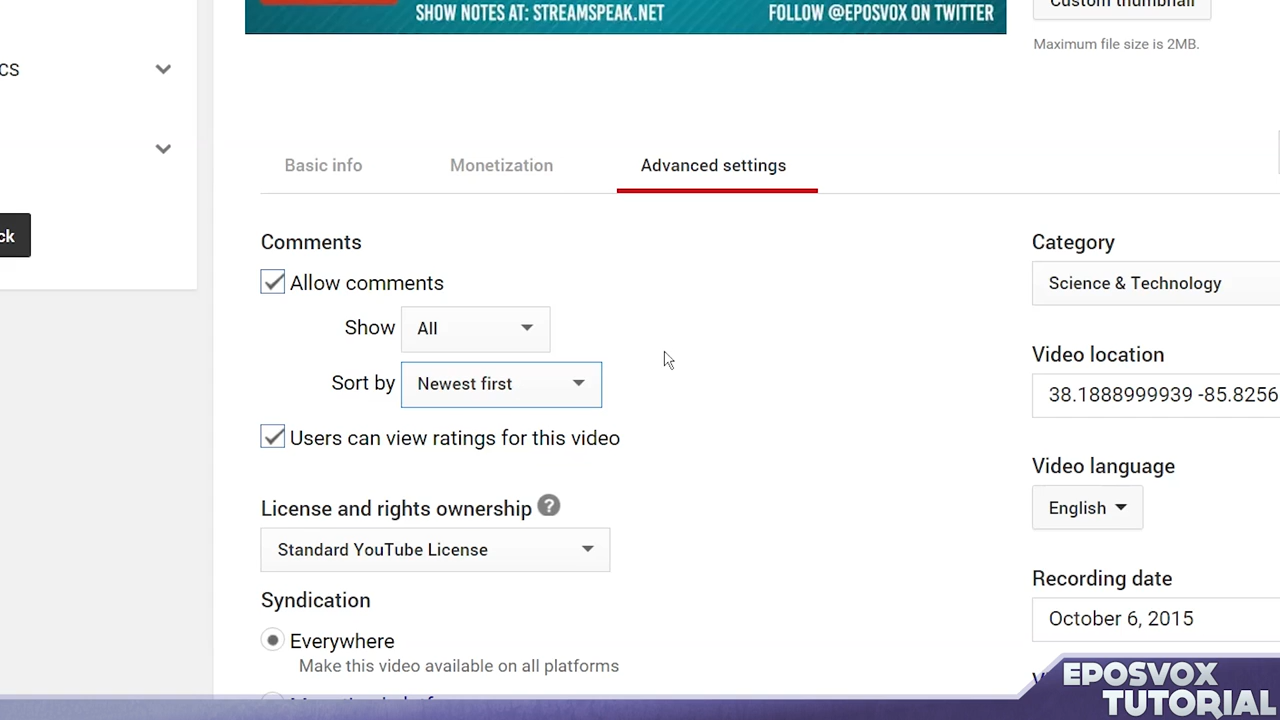 SHOW NOTES AT: STREAMSPEAK.NET
FOLLOW @EPOSVOX ON TWITTER
Custom thumbnail
Maximum file size is 2MB.
CS
ck
Basic info
Monetization
Advanced settings
Comments
Allow comments
Show
All
Sort by
Newest first
Users can view ratings for this video
License and rights ownership ?
Standard YouTube License
Syndication
Everywhere
Make this video available on all platforms
Category
Science & Technology
Video location
38.1888999939 -85.8256
Video language
English
Recording date
October 6, 2015
EPOSVOX
TUTORIAL